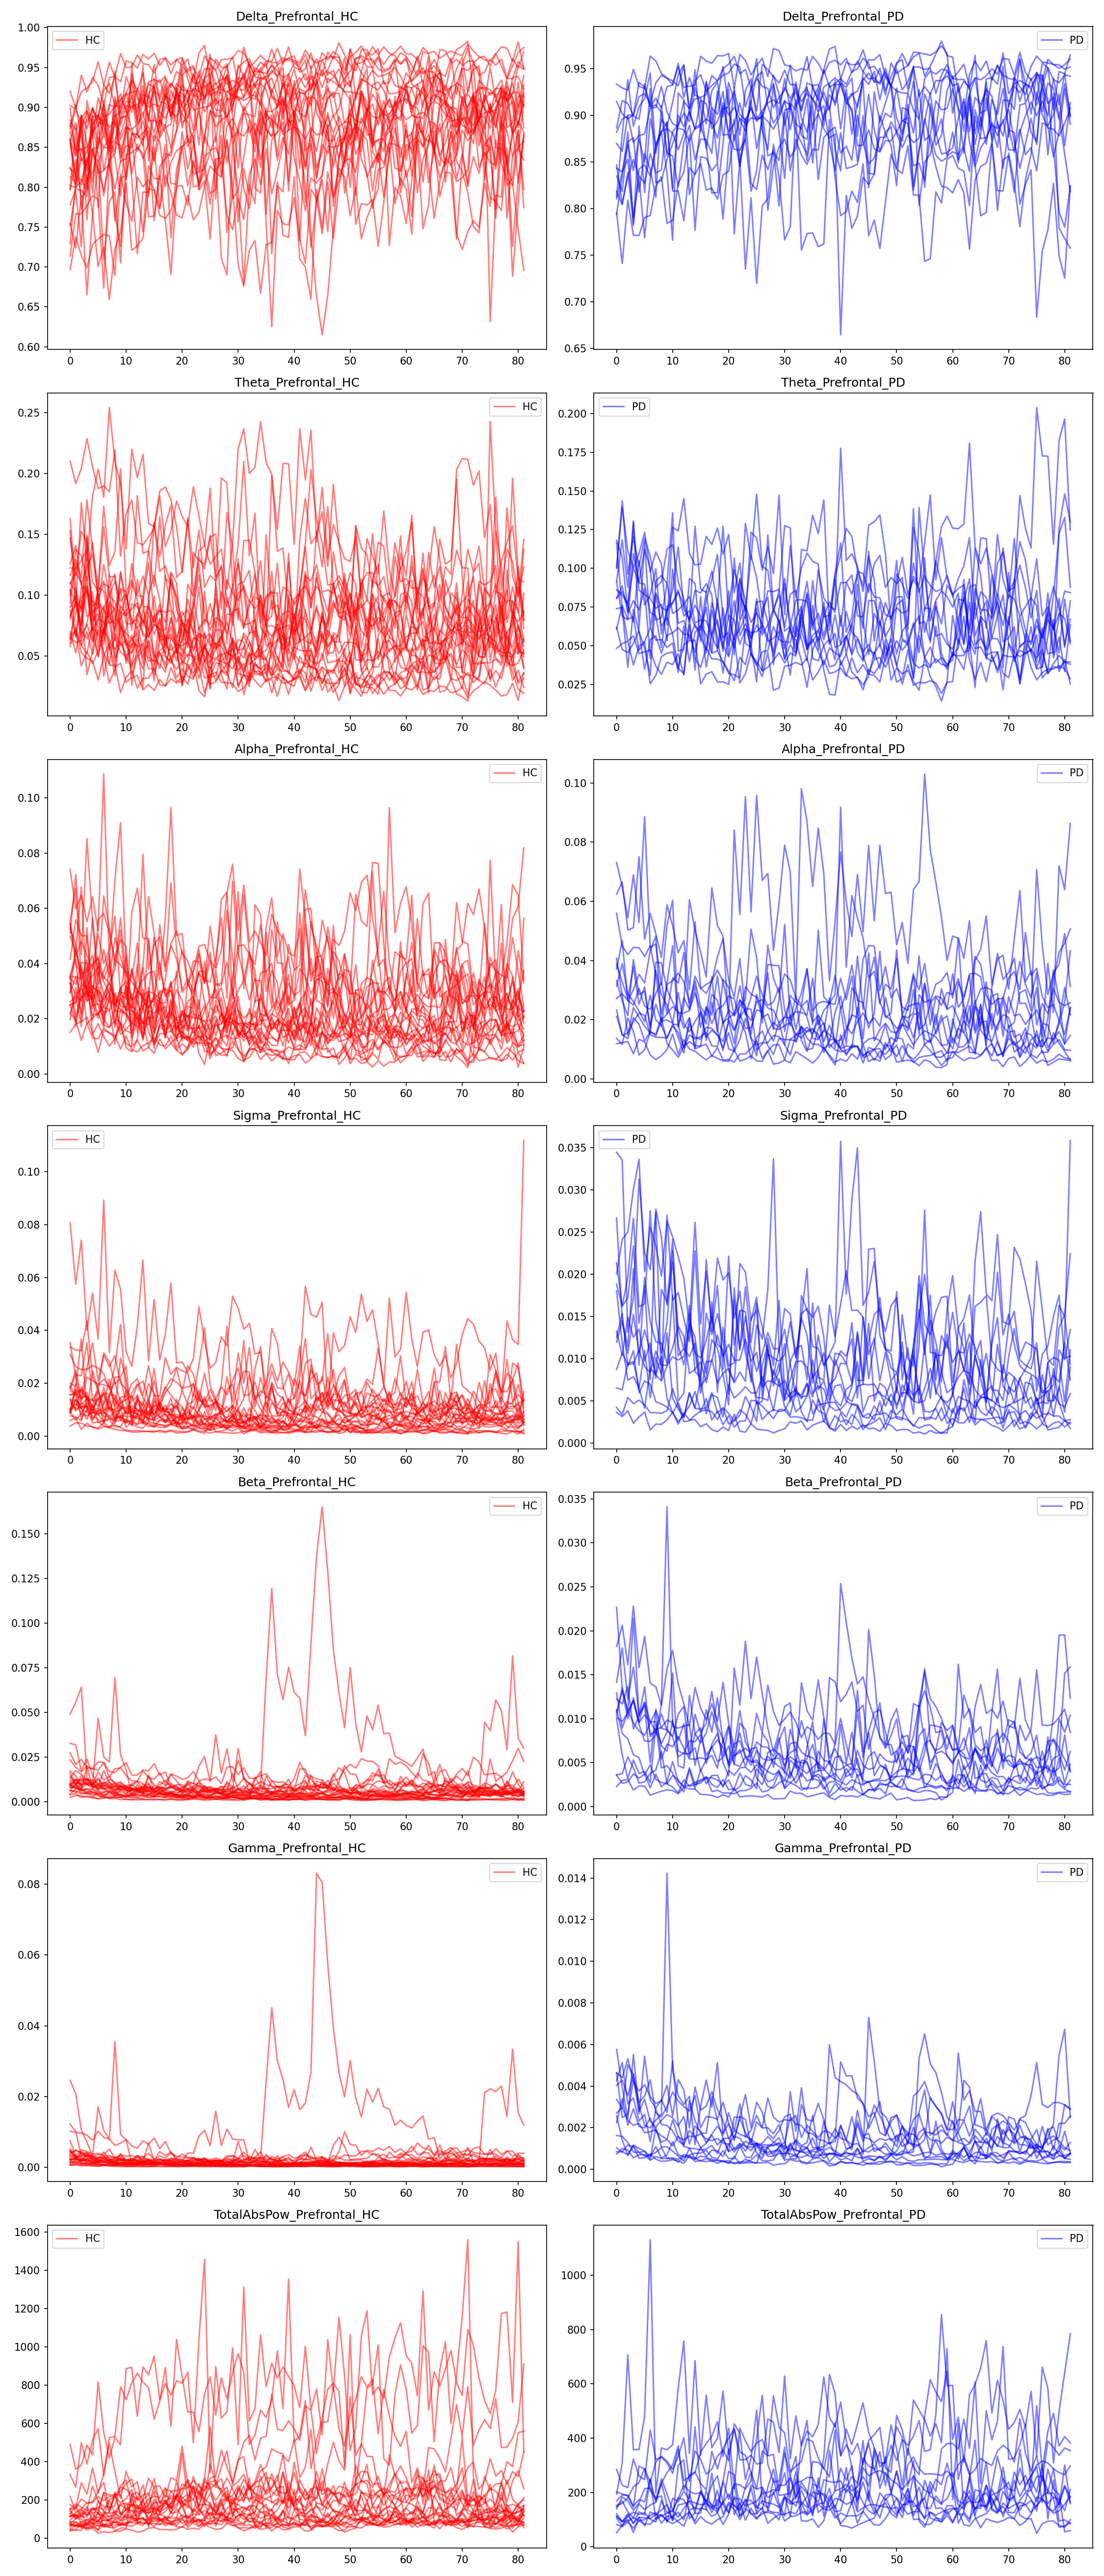 Delta_Prefrontal_HC
HC
1.00
0.95
0.90
0.85
0.80
0.75
0.70
0.65
0.60
0 10 20 30 40 50 60 70 80
Delta_Prefrontal_PD
PD
0.95
0.90
0.85
0.80
0.75
0.70
0.65
0 10 20 30 40 50 60 70 80
Theta_Prefrontal_HC
HC
0.25
0.20
0.15
0.10
0.05
0 10 20 30 40 50 60 70 80
Theta_Prefrontal_PD
PD
0.200
0.175
0.150
0.125
0.100
0.075
0.050
0.025
0 10 20 30 40 50 60 70 80
Alpha_Prefrontal_HC
HC
0.10
0.08
0.06
0.04
0.02
0.00
0 10 20 30 40 50 60 70 80
Alpha_Prefrontal_PD
PD
0.10
0.08
0.06
0.04
0.02
0.00
0 10 20 30 40 50 60 70 80
Sigma_Prefrontal_HC
HC
0.10
0.08
0.06
0.04
0.02
0.00
0 10 20 30 40 50 60 70 80
Sigma_Prefrontal_PD
PD
0.035
0.030
0.025
0.020
0.015
0.010
0.005
0.000
0 10 20 30 40 50 60 70 80
Beta_Prefrontal_HC
HC
0.150
0.125
0.100
0.075
0.050
0.025
0.000
0 10 20 30 40 50 60 70 80
Beta_Prefrontal_PD
PD
0.035
0.030
0.025
0.020
0.015
0.010
0.005
0.000
0 10 20 30 40 50 60 70 80
Gamma_Prefrontal_HC
HC
0.08
0.06
0.04
0.02
0.00
0 10 20 30 40 50 60 70 80
Gamma_Prefrontal_PD
PD
0.014
0.012
0.010
0.008
0.006
0.004
0.002
0.000
0 10 20 30 40 50 60 70 80
TotalAbsPow_Prefrontal_HC
HC
1600
1400
1200
1000
800
600
400
200
0
0 10 20 30 40 50 60 70 80
TotalAbsPow_Prefrontal_PD
PD
1000
800
600
400
200
0
0 10 20 30 40 50 60 70 80